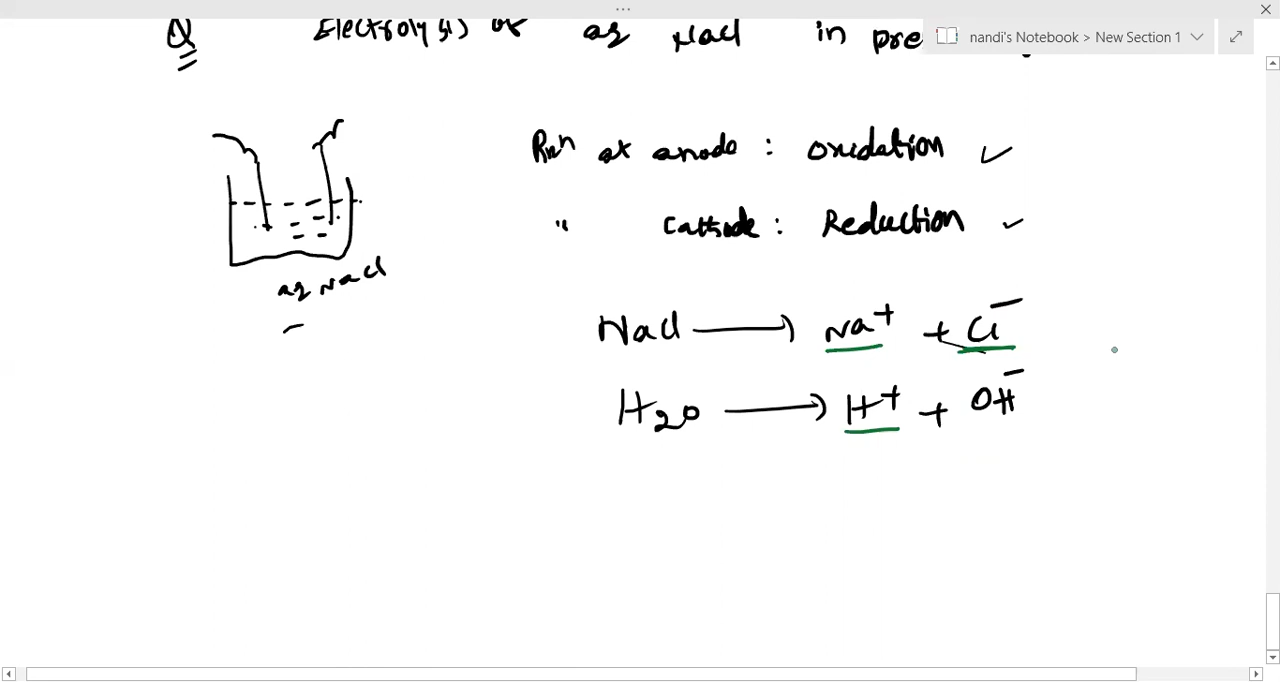 nandi's Notebook > New Section 1
Q Electrolysis of aq NaCl in pre
Rxn at anode : Oxidation ✓
" Cathode : Reduction ✓
aq NaCl
NaCl ⟶ Na⁺ + Cl⁻
H₂O ⟶ H⁺ + OH⁻